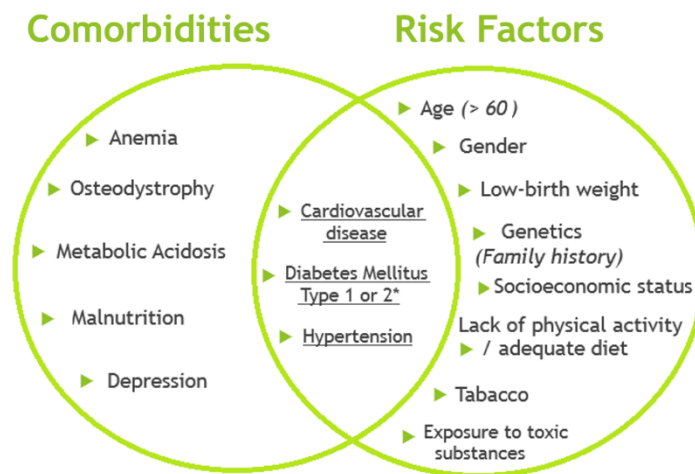 Comorbidities
Risk Factors
Anemia
Osteodystrophy
Metabolic Acidosis
Malnutrition
Depression
Cardiovascular
disease
Diabetes Mellitus
Type 1 or 2*
Hypertension
Age (> 60 )
Gender
Low-birth weight
Genetics
(Family history)
Socioeconomic status
Lack of physical activity
/ adequate diet
Tabacco
Exposure to toxic
substances